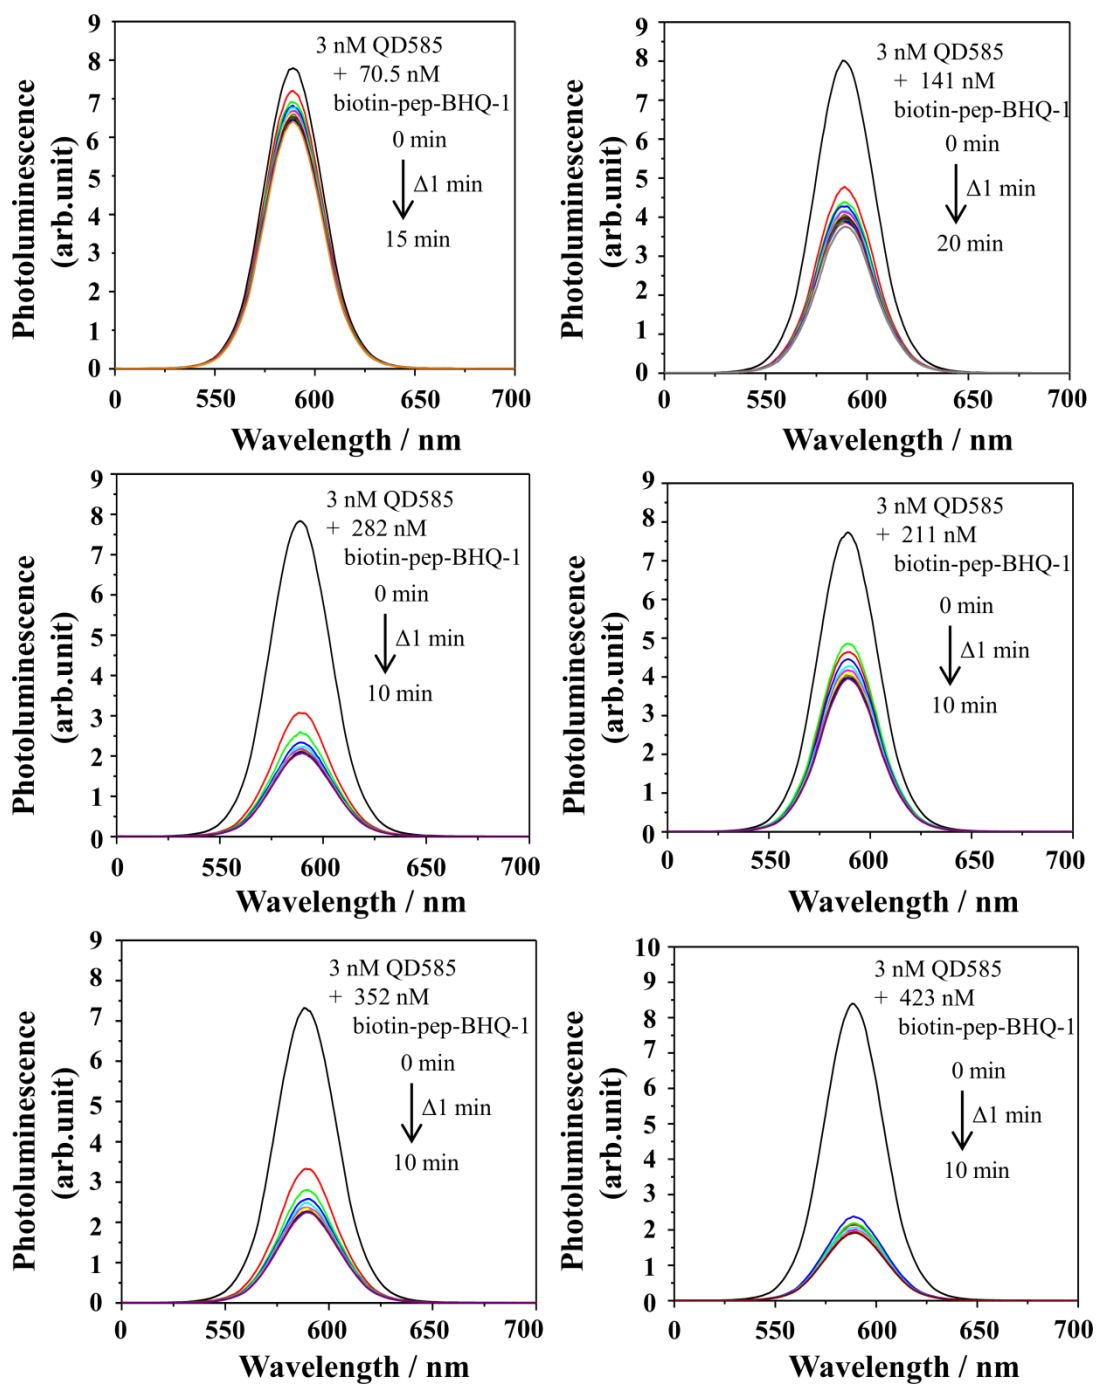 9
8
7
6
5
4
3
2
1
0
Photoluminescence
(arb.unit)
3 nM QD585
+ 70.5 nM
biotin-pep-BHQ-1
0 min
Δ1 min
15 min
0 550 600 650 700
Wavelength / nm
9
8
7
6
5
4
3
2
1
0
Photoluminescence
(arb.unit)
3 nM QD585
+ 141 nM
biotin-pep-BHQ-1
0 min
Δ1 min
20 min
0 550 600 650 700
Wavelength / nm
9
8
7
6
5
4
3
2
1
0
Photoluminescence
(arb.unit)
3 nM QD585
+ 282 nM
biotin-pep-BHQ-1
0 min
Δ1 min
10 min
0 550 600 650 700
Wavelength / nm
9
8
7
6
5
4
3
2
1
0
Photoluminescence
(arb.unit)
3 nM QD585
+ 211 nM
biotin-pep-BHQ-1
0 min
Δ1 min
10 min
0 550 600 650 700
Wavelength / nm
9
8
7
6
5
4
3
2
1
0
Photoluminescence
(arb.unit)
3 nM QD585
+ 352 nM
biotin-pep-BHQ-1
0 min
Δ1 min
10 min
0 550 600 650 700
Wavelength / nm
10
9
8
7
6
5
4
3
2
1
0
Photoluminescence
(arb.unit)
3 nM QD585
+ 423 nM
biotin-pep-BHQ-1
0 min
Δ1 min
10 min
0 550 600 650 700
Wavelength / nm